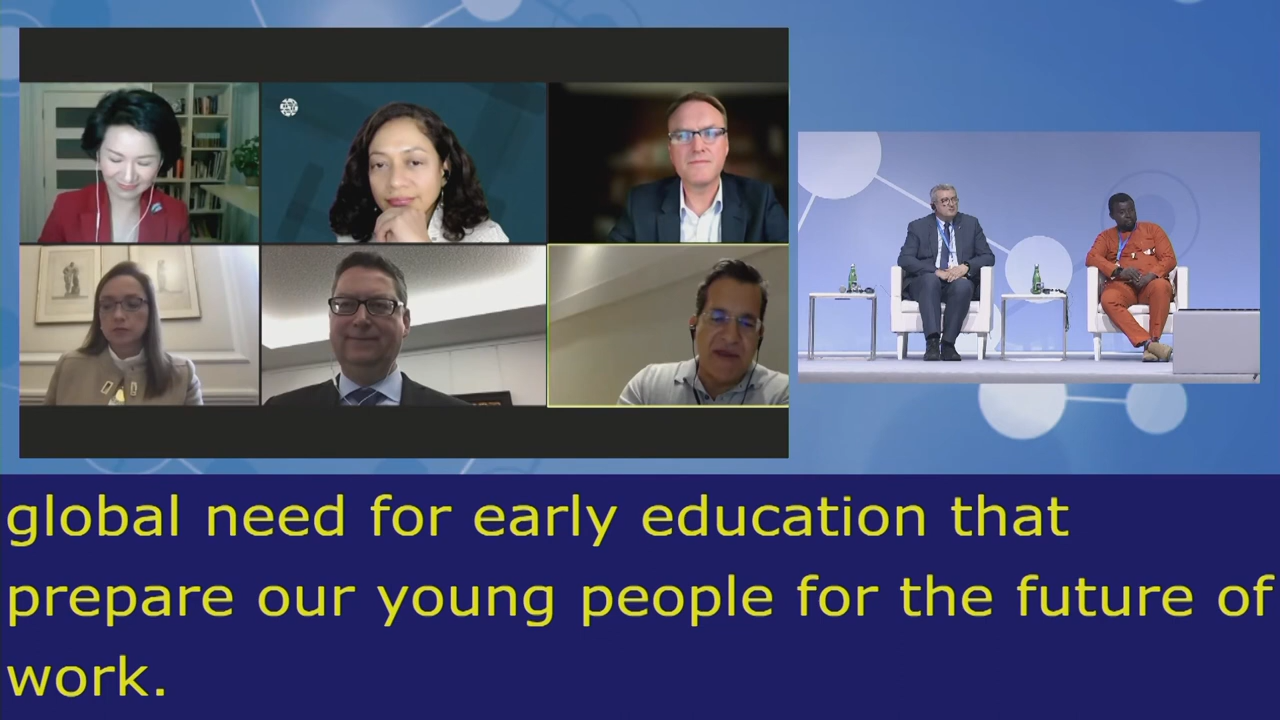 global need for early education that
prepare our young people for the future of
work.